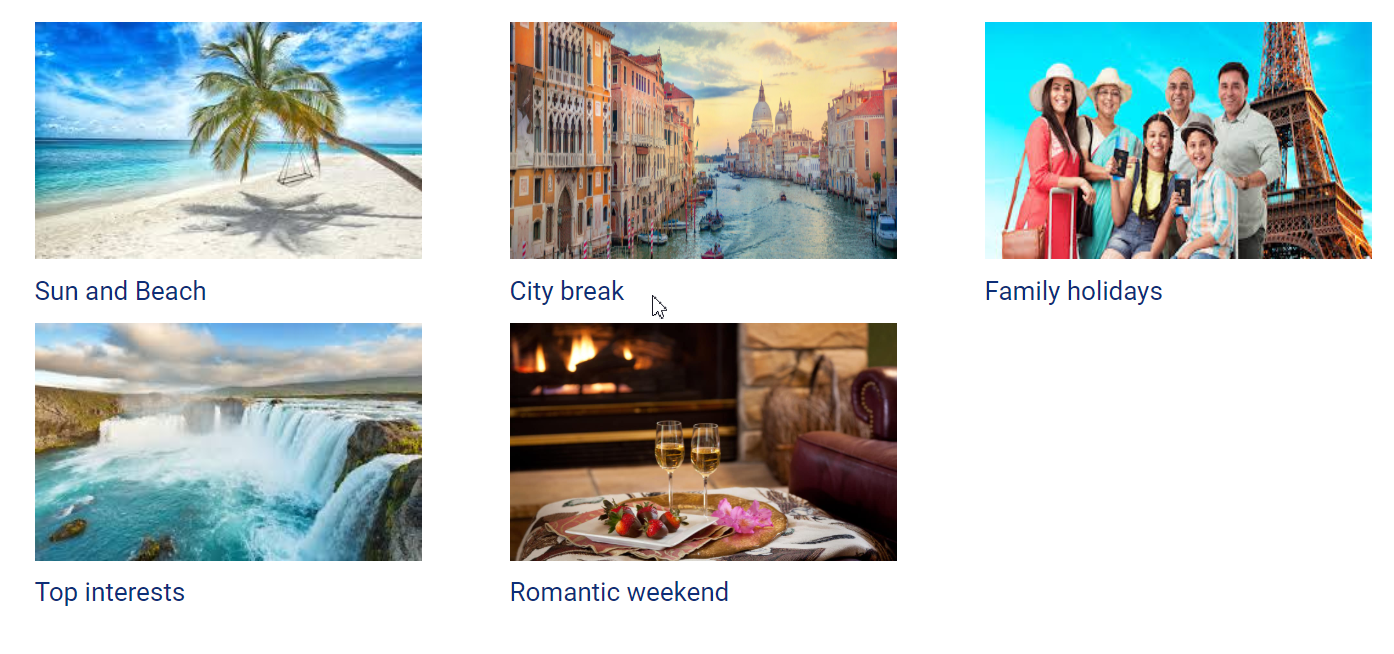 Sun and Beach
City break
Family holidays
Top interests
Romantic weekend